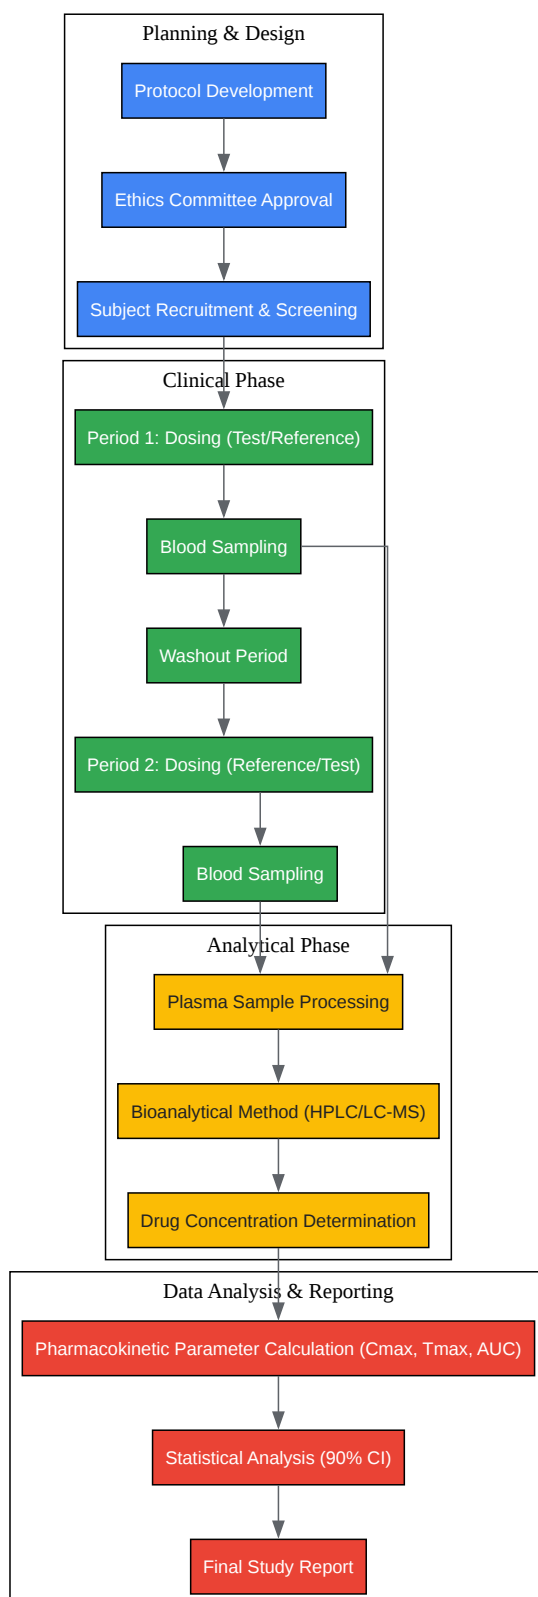 Planning & Design
Protocol Development
Ethics Committee Approval
Subject Recruitment & Screening
Clinical Phase
Period 1: Dosing (Test/Reference)
Blood Sampling
Washout Period
Period 2: Dosing (Reference/Test)
Blood Sampling
Analytical Phase
Plasma Sample Processing
Bioanalytical Method (HPLC/LC-MS)
Drug Concentration Determination
Data Analysis & Reporting
Pharmacokinetic Parameter Calculation (Cmax, Tmax, AUC)
Statistical Analysis (90% CI)
Final Study Report